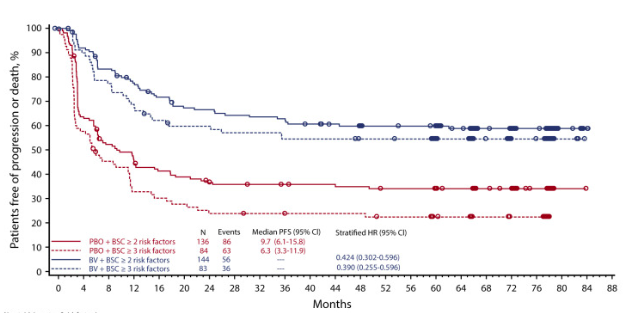 Patients free of progression or death, %
100
90
80
70
60
50
40
30
20
10
0
N Events Median PFS (95% CI) Stratified HR (95% CI)
PBO + BSC ≥ 2 risk factors 136 86 9.7 (6.1-15.8)
PBO + BSC ≥ 3 risk factors 84 63 6.3 (3.3-11.9)
BV + BSC ≥ 2 risk factors 144 56 --- 0.424 (0.302-0.596)
BV + BSC ≥ 3 risk factors 83 36 --- 0.390 (0.255-0.596)
0 4 8 12 16 20 24 28 32 36 40 44 48 52 56 60 64 68 72 76 80 84 88
Months